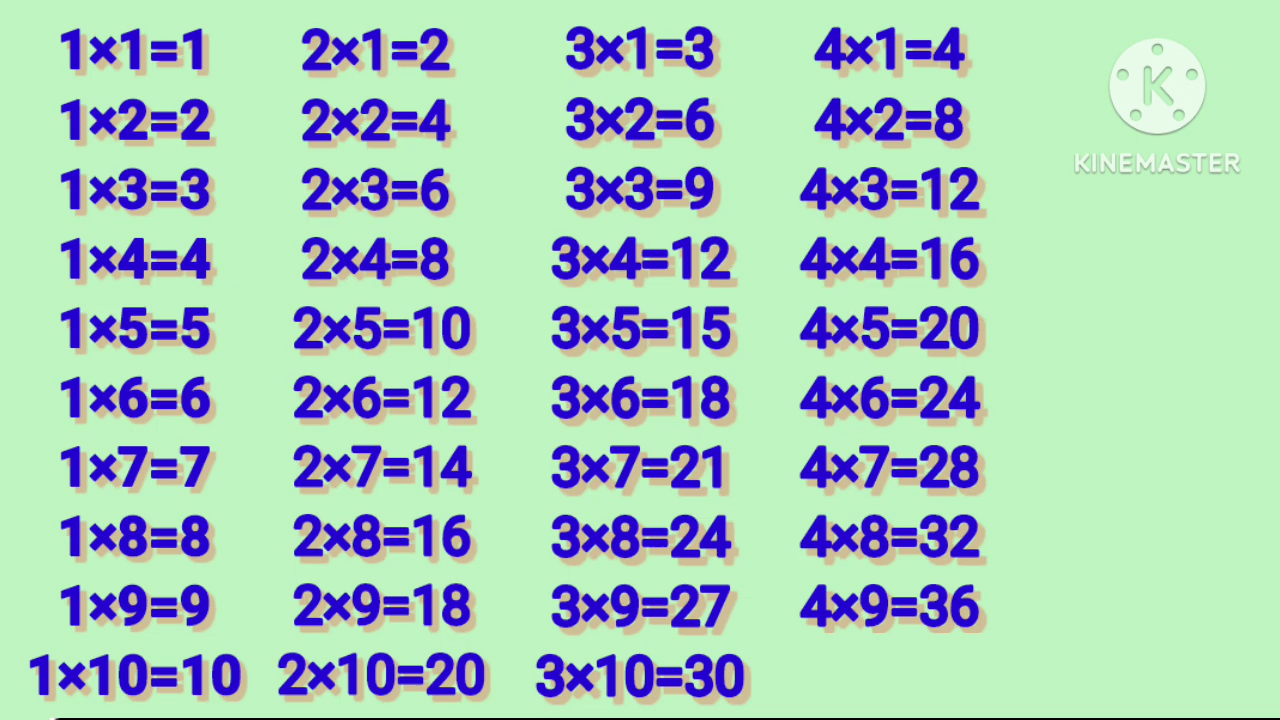 1×1=1 2×1=2 3×1=3 4×1=4
1×2=2 2×2=4 3×2=6 4×2=8
1×3=3 2×3=6 3×3=9 4×3=12
1×4=4 2×4=8 3×4=12 4×4=16
1×5=5 2×5=10 3×5=15 4×5=20
1×6=6 2×6=12 3×6=18 4×6=24
1×7=7 2×7=14 3×7=21 4×7=28
1×8=8 2×8=16 3×8=24 4×8=32
1×9=9 2×9=18 3×9=27 4×9=36
1×10=10 2×10=20 3×10=30
K
KINEMASTER